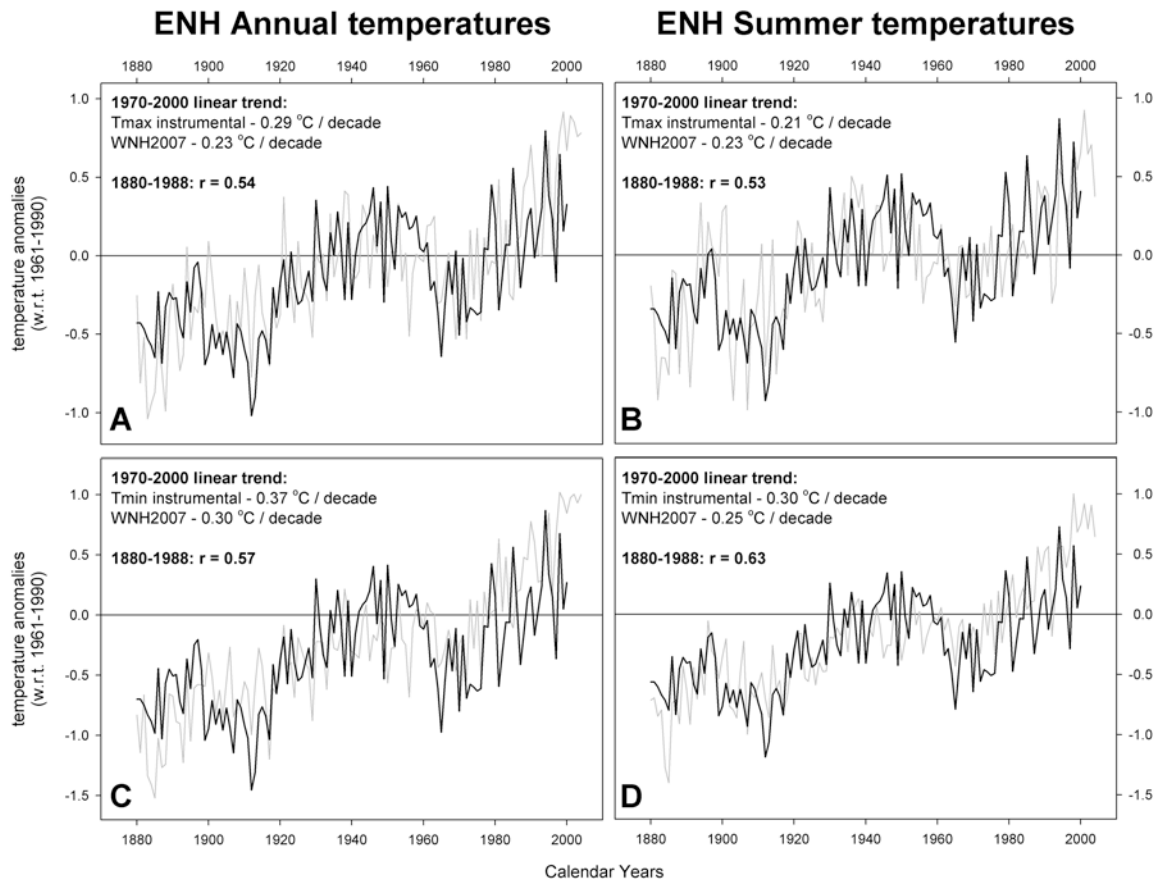 ENH Annual temperatures
ENH Summer temperatures
1880 1900 1920 1940 1960 1980 2000
1880 1900 1920 1940 1960 1980 2000
temperature anomalies
(w.r.t. 1961-1990)
1.0
0.5
0.0
-0.5
-1.0
1970-2000 linear trend:
Tmax instrumental - 0.29 °C / decade
WNH2007 - 0.23 °C / decade
1880-1988: r = 0.54
A
1970-2000 linear trend:
Tmax instrumental - 0.21 °C / decade
WNH2007 - 0.23 °C / decade
1880-1988: r = 0.53
B
1.0
0.5
0.0
-0.5
-1.0
temperature anomalies
(w.r.t. 1961-1990)
1.0
0.5
0.0
-0.5
-1.0
-1.5
1970-2000 linear trend:
Tmin instrumental - 0.37 °C / decade
WNH2007 - 0.30 °C / decade
1880-1988: r = 0.57
C
1970-2000 linear trend:
Tmin instrumental - 0.30 °C / decade
WNH2007 - 0.25 °C / decade
1880-1988: r = 0.63
D
1.0
0.5
0.0
-0.5
-1.0
-1.5
1880 1900 1920 1940 1960 1980 2000
1880 1900 1920 1940 1960 1980 2000
Calendar Years